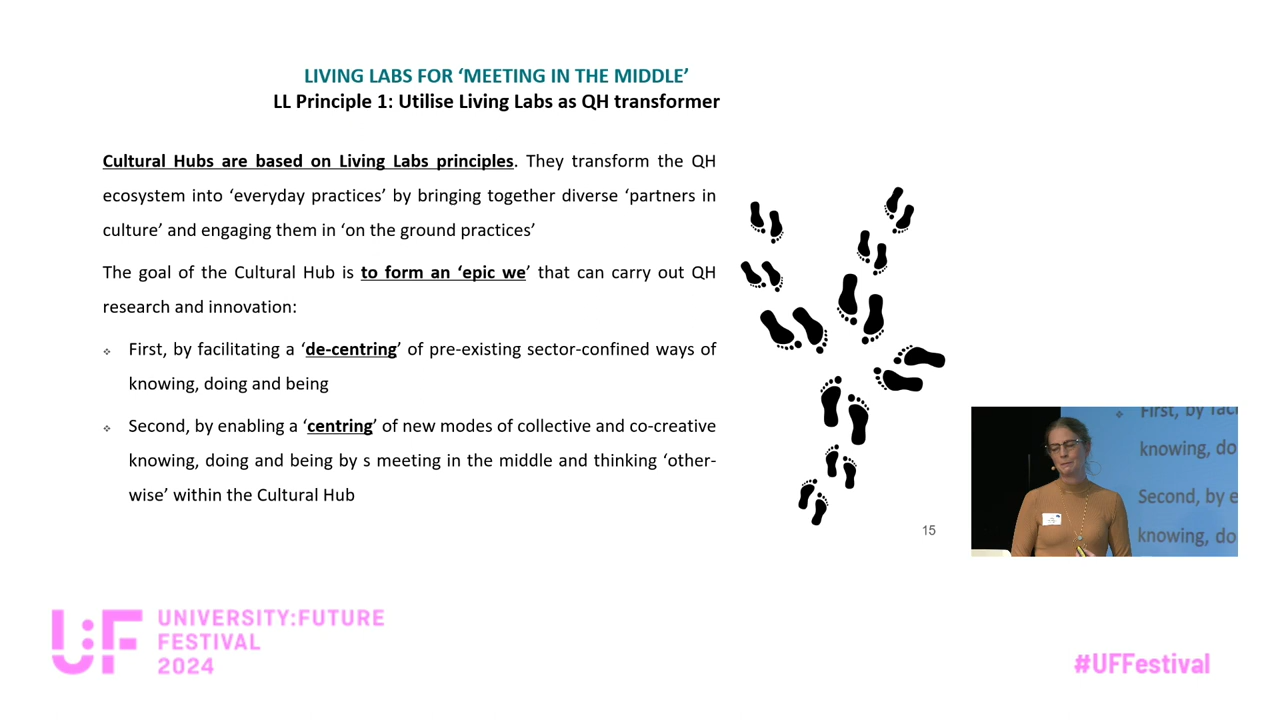 LIVING LABS FOR ‘MEETING IN THE MIDDLE’
LL Principle 1: Utilise Living Labs as QH transformer
Cultural Hubs are based on Living Labs principles. They transform the QH
ecosystem into ‘everyday practices’ by bringing together diverse ‘partners in
culture’ and engaging them in ‘on the ground practices’
The goal of the Cultural Hub is to form an ‘epic we’ that can carry out QH
research and innovation:
First, by facilitating a ‘de-centring’ of pre-existing sector-confined ways of
knowing, doing and being
Second, by enabling a ‘centring’ of new modes of collective and co-creative
knowing, doing and being by s meeting in the middle and thinking ‘other-
wise’ within the Cultural Hub
15
First, by
knowing, do
Second, by e
knowing, do
U:F UNIVERSITY:FUTURE
FESTIVAL
2024
#UFFestival